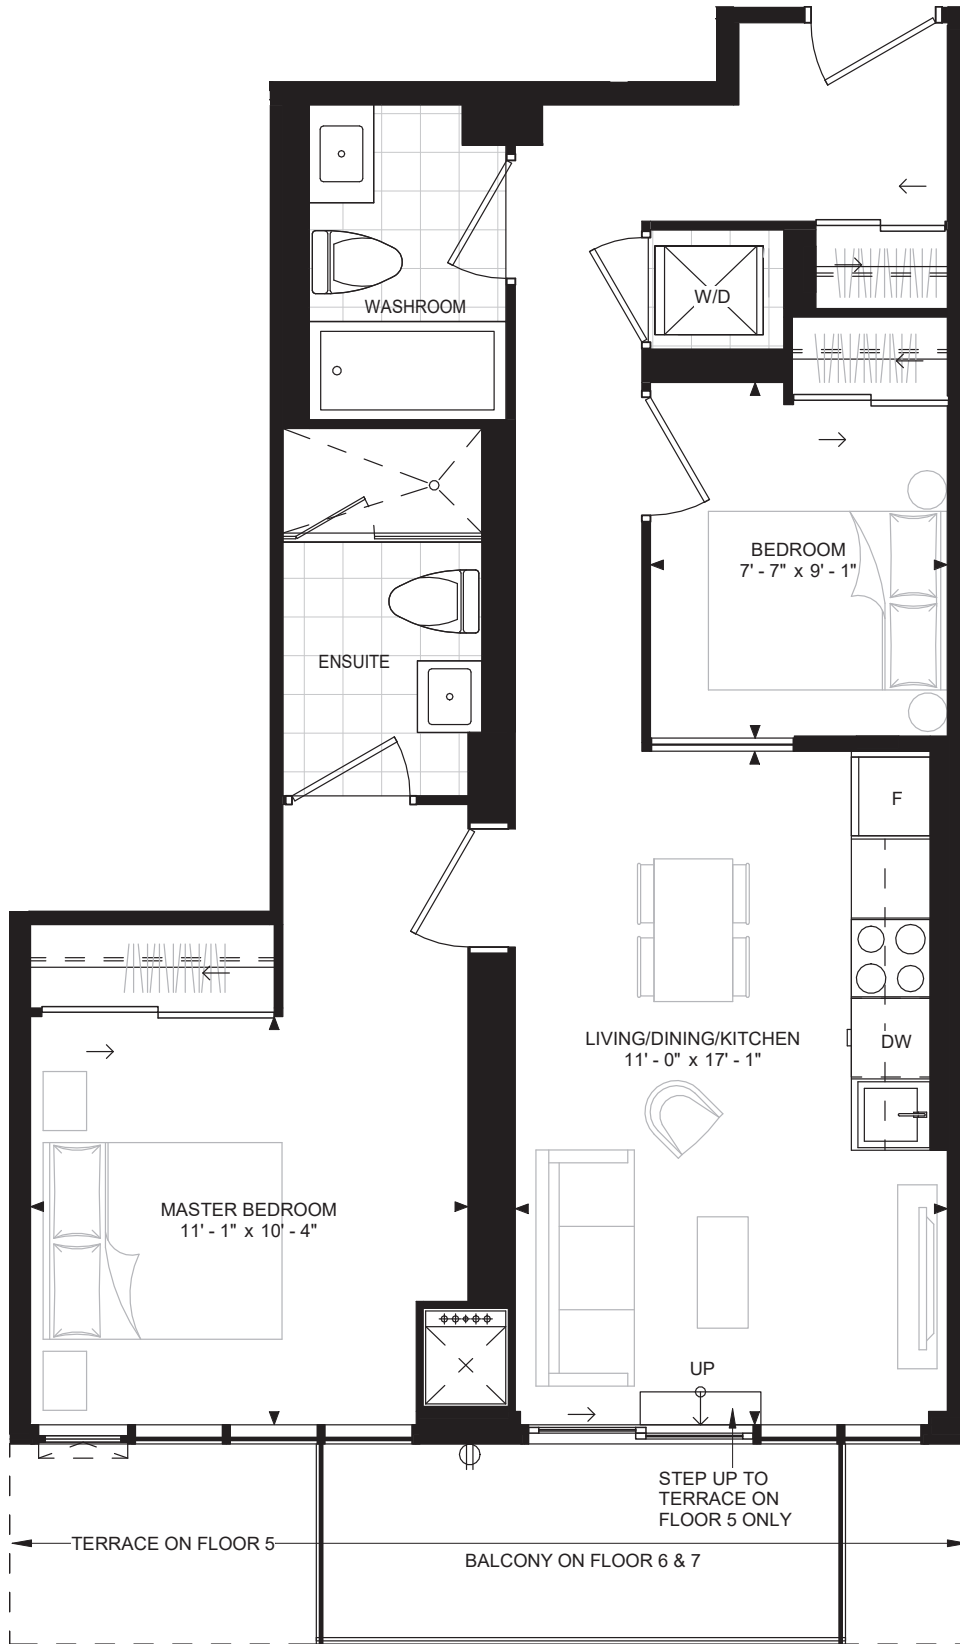 WASHROOM
W/D
BEDROOM
7' - 7" x 9' - 1"
ENSUITE
F
LIVING/DINING/KITCHEN
11' - 0" x 17' - 1"
DW
MASTER BEDROOM
11' - 1" x 10' - 4"
UP
STEP UP TO
TERRACE ON
FLOOR 5 ONLY
TERRACE ON FLOOR 5
BALCONY ON FLOOR 6 & 7